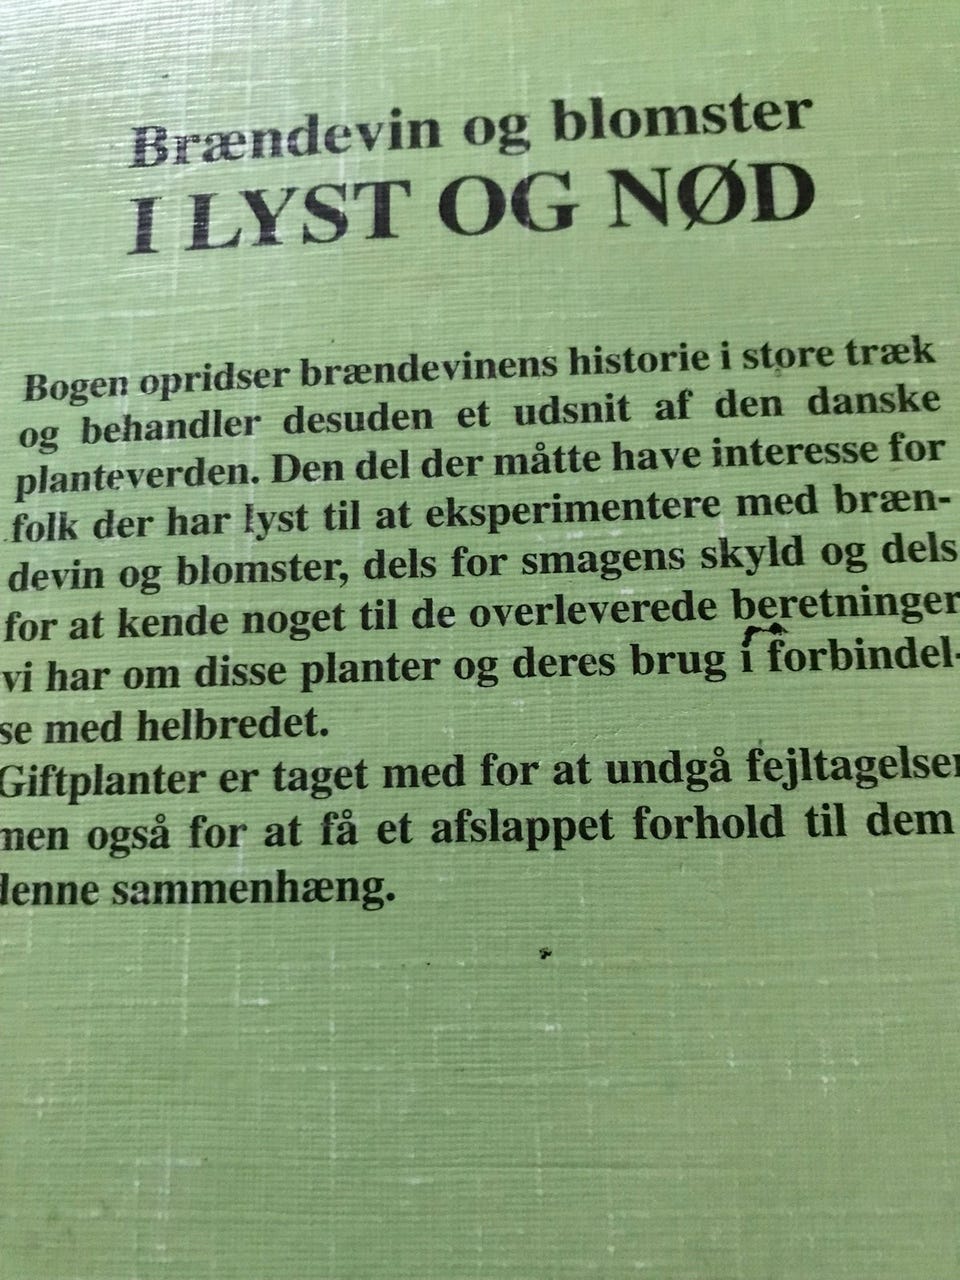 Brændevin og blomster
I LYST OG NØD
Bogen opridser brændevinens historie i store træk
og behandler desuden et udsnit af den danske
planteverden. Den del der måtte have interesse for
folk der har lyst til at eksperimentere med bræn-
devin og blomster, dels for smagens skyld og dels
for at kende noget til de overleverede beretninger
vi har om disse planter og deres brug i forbindel-
se med helbredet.
Giftplanter er taget med for at undgå fejltagelser
men også for at få et afslappet forhold til dem
denne sammenhæng.